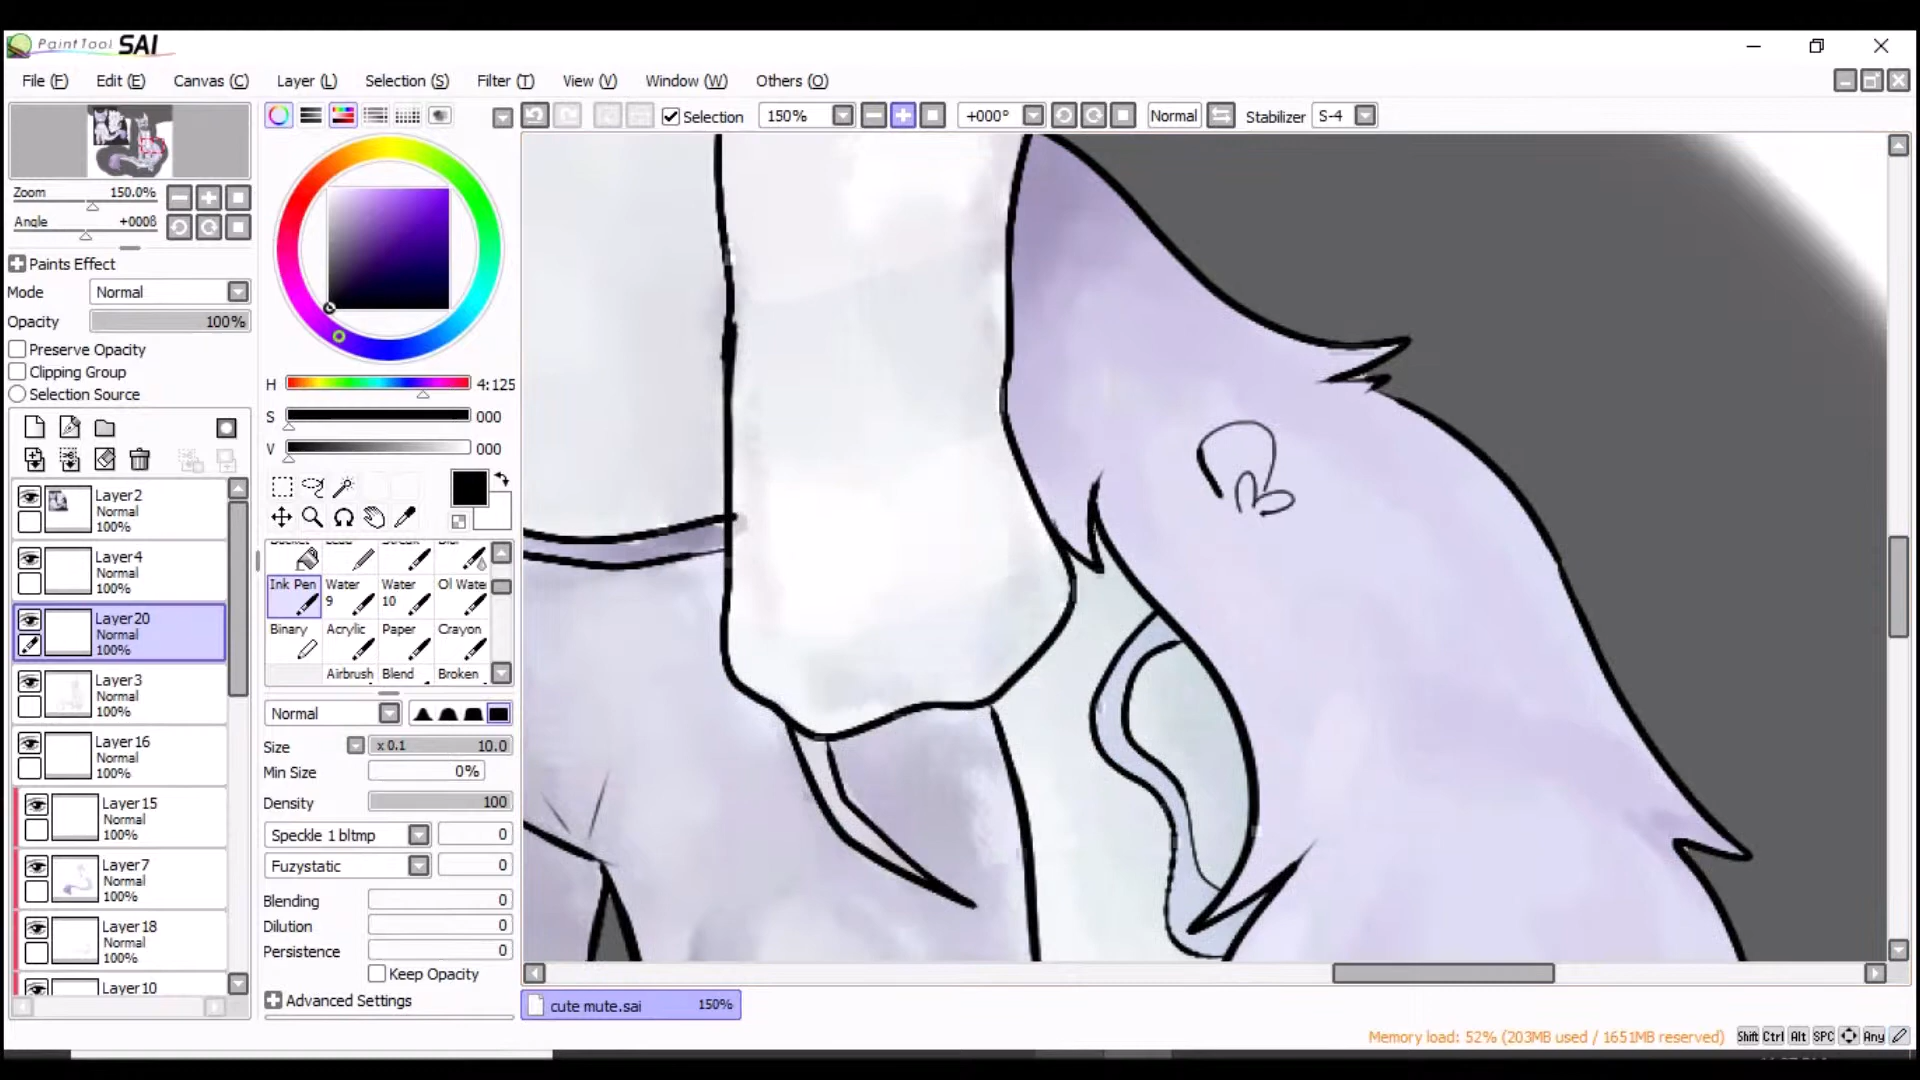 PaintTool SAI
File (F) Edit (E) Canvas (C) Layer (L) Selection (S) Filter (T) View (V) Window (W) Others (O)
Selection 150% +000° Normal Stabilizer S-4
Zoom 150.0%
Angle +000ß
Paints Effect
Mode Normal
Opacity 100%
Preserve Opacity
Clipping Group
Selection Source
Layer2
Normal
100%
Layer4
Normal
100%
Layer20
Normal
100%
Layer3
Normal
100%
Layer16
Normal
100%
Layer15
Normal
100%
Layer7
Normal
100%
Layer18
Normal
100%
Layer10
H 4:125
S 000
V 000
Ink Pen Water 9 Water 10 Ol Wate
Binary Acrylic Paper Crayon
Airbrush Blend Broken
Normal
Size x 0.1 10.0
Min Size 0%
Density 100
Speckle 1 bltmp 0
Fuzystatic 0
Blending 0
Dilution 0
Persistence 0
Keep Opacity
Advanced Settings
cute mute.sai 150%
Memory load: 52% (203MB used / 1651MB reserved) Shift Ctrl Alt SPC Any